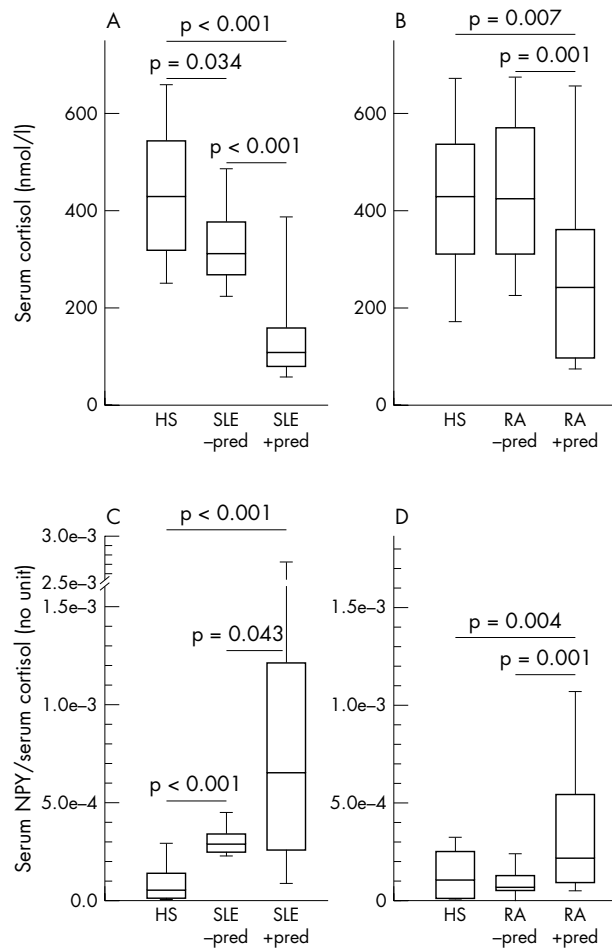 A
p < 0.001
p = 0.034
p < 0.001
Serum cortisol (nmol/l)
600
400
200
0
HS
SLE
–pred
SLE
+pred
B
p = 0.007
p = 0.001
600
400
200
0
HS
RA
–pred
RA
+pred
C
p < 0.001
p = 0.043
p < 0.001
Serum NPY/serum cortisol (no unit)
3.0e–3
2.5e–3
1.5e–3
1.0e–3
5.0e–4
0.0
HS
SLE
–pred
SLE
+pred
D
p = 0.004
p = 0.001
1.5e–3
1.0e–3
5.0e–4
0.0
HS
RA
–pred
RA
+pred